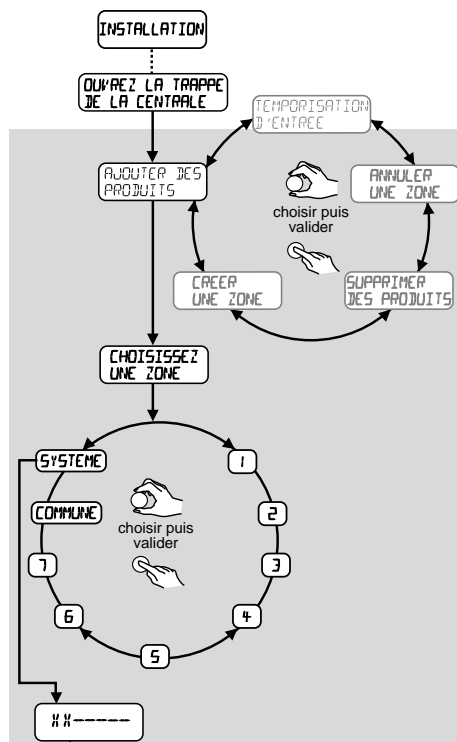 INSTALLATION
OUVREZ LA TRAPPE
DE LA CENTRALE
TEMPORISATION
D'ENTREE
AJOUTER DES
PRODUITS
ANNULER
UNE ZONE
choisir puis
valider
CREER
UNE ZONE
SUPPRIMER
DES PRODUITS
CHOISISSEZ
UNE ZONE
SYSTEME
1
COMMUNE
2
choisir puis
valider
7
3
6
4
5
XX------